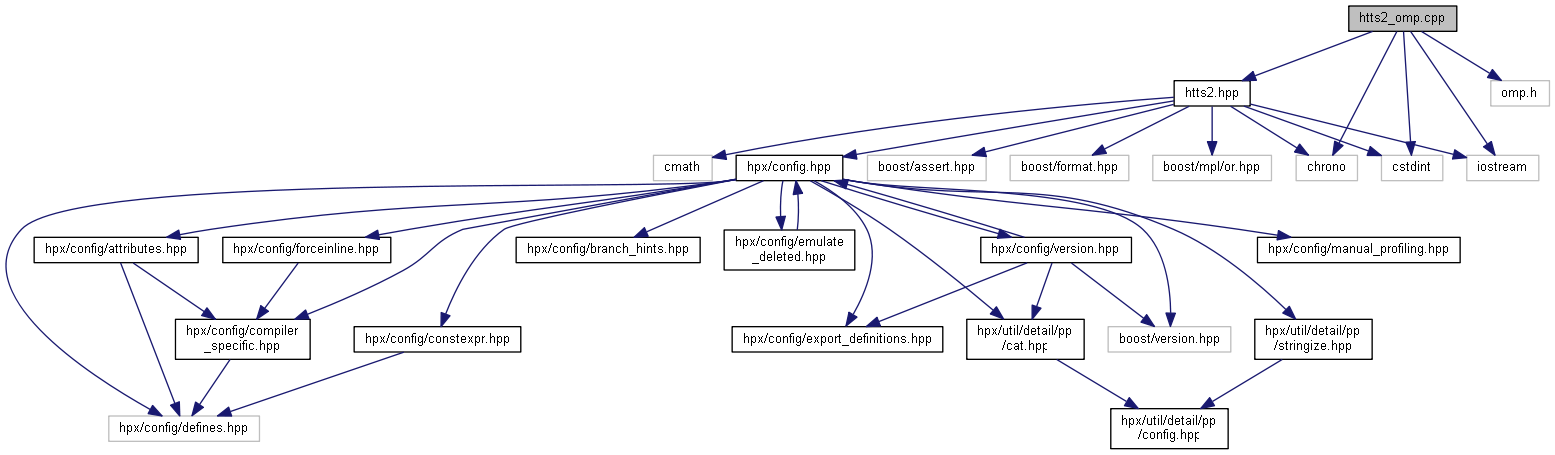 htts2_omp.cpp
htts2.hpp
omp.h
cmath
hpx/config.hpp
boost/assert.hpp
boost/format.hpp
boost/mpl/or.hpp
chrono
cstdint
iostream
hpx/config/attributes.hpp
hpx/config/forceinline.hpp
hpx/config/branch_hints.hpp
hpx/config/emulate
_deleted.hpp
hpx/config/version.hpp
hpx/config/manual_profiling.hpp
hpx/config/compiler
_specific.hpp
hpx/config/constexpr.hpp
hpx/config/export_definitions.hpp
hpx/util/detail/pp
/cat.hpp
boost/version.hpp
hpx/util/detail/pp
/stringize.hpp
hpx/config/defines.hpp
hpx/util/detail/pp
/config.hpp